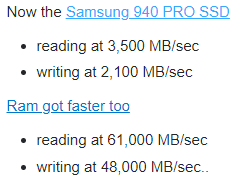 Now the Samsung 940 PRO SSD
• reading at 3,500 MB/sec
• writing at 2,100 MB/sec
Ram got faster too
• reading at 61,000 MB/sec
• writing at 48,000 MB/sec..